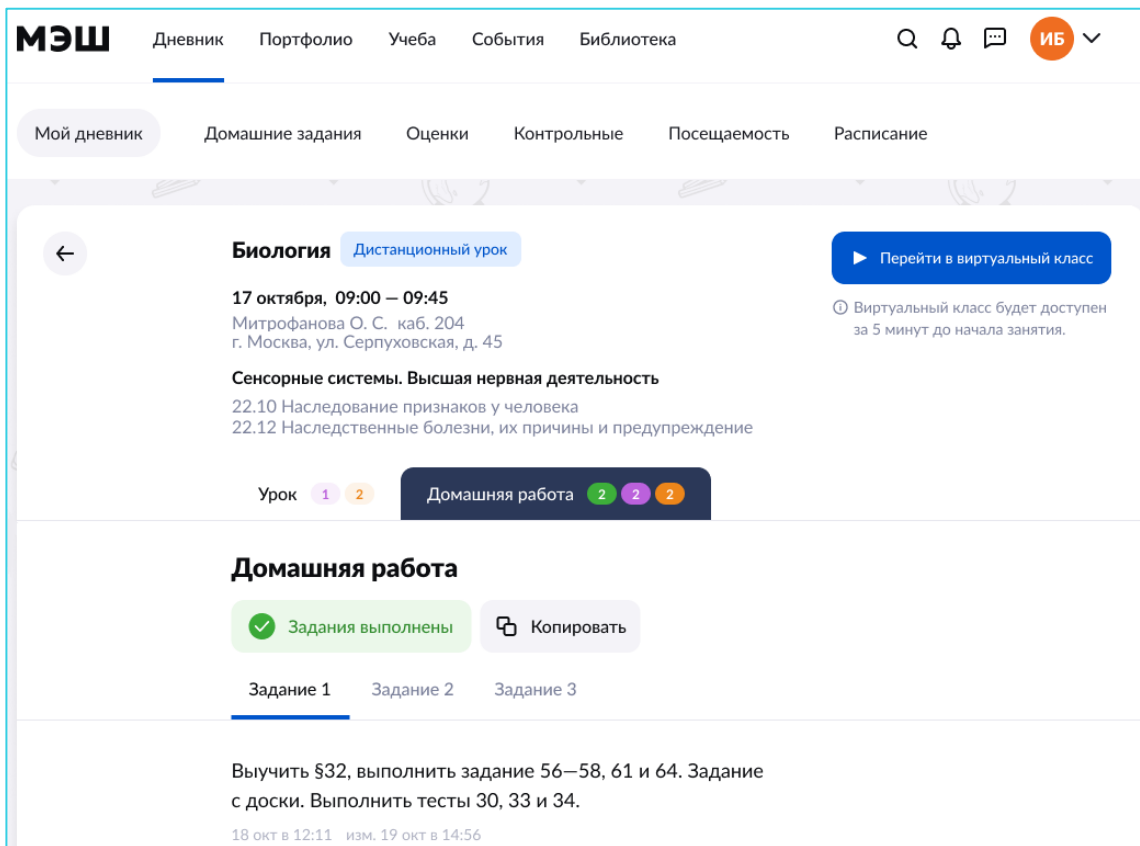 МЭШ Дневник Портфолио Учеба События Библиотека ИБ
Мой дневник Домашние задания Оценки Контрольные Посещаемость Расписание
Биология Дистанционный урок
Перейти в виртуальный класс
17 октября, 09:00 — 09:45
Митрофанова О. С. каб. 204
г. Москва, ул. Серпуховская, д. 45
Виртуальный класс будет доступен
за 5 минут до начала занятия.
Сенсорные системы. Высшая нервная деятельность
22.10 Наследование признаков у человека
22.12 Наследственные болезни, их причины и предупреждение
Урок 1 2 Домашняя работа 2 2 2
Домашняя работа
Задания выполнены Копировать
Задание 1 Задание 2 Задание 3
Выучить §32, выполнить задание 56—58, 61 и 64. Задание
с доски. Выполнить тесты 30, 33 и 34.
18 окт в 12:11 изм. 19 окт в 14:56